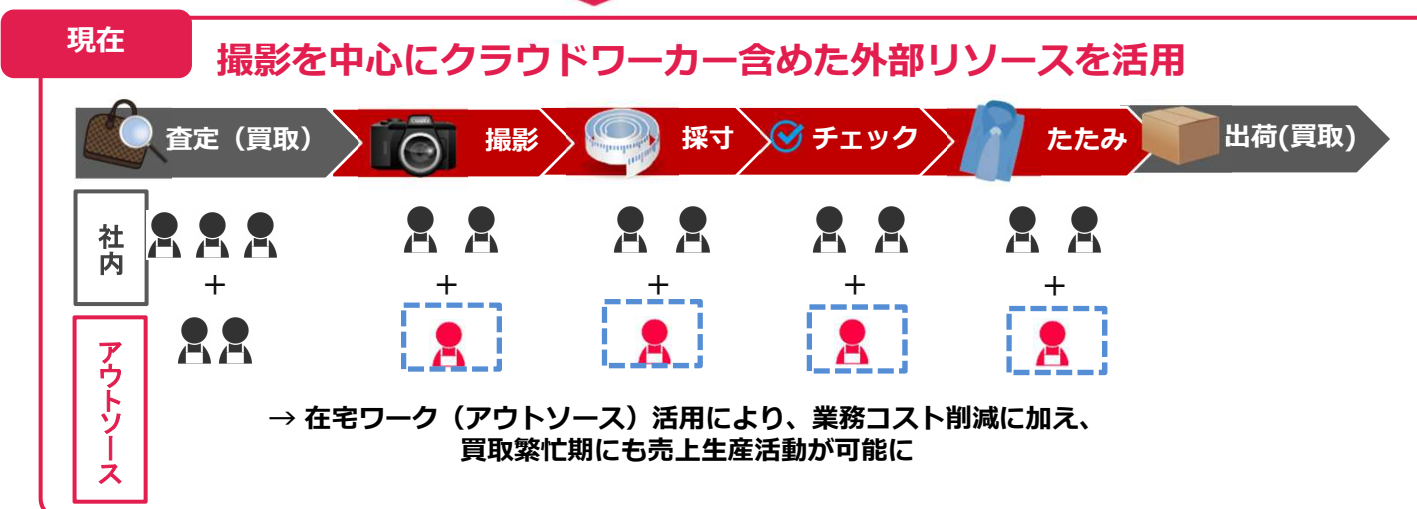 現在
撮影を中心にクラウドワーカー含めた外部リソースを活用
査定（買取）
撮影
採寸
チェック
たたみ
出荷(買取)
社内
＋
＋
＋
＋
＋
アウトソース
→ 在宅ワーク（アウトソース）活用により、業務コスト削減に加え、
買取繁忙期にも売上生産活動が可能に